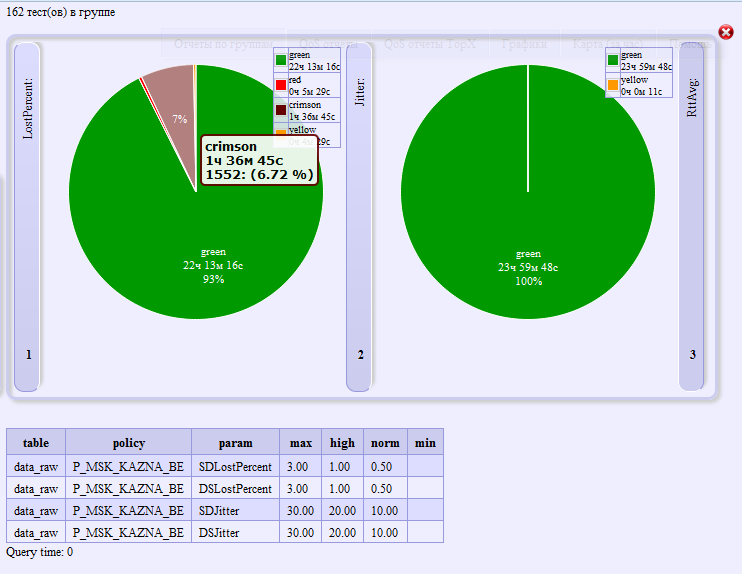 162 тест(ов) в группе
Отчеты по группам QoS отчеты QoS отчеты TopX Графики Карта
LostPercent:
1
green
22ч 13м 16с
red
0ч 5м 29с
crimson
1ч 36м 45с
yellow
29с
7%
crimson
1ч 36м 45с
1552: (6.72 %)
green
22ч 13м 16с
93%
Jitter:
2
green
23ч 59м 48с
yellow
0ч 0м 11с
green
23ч 59м 48с
100%
RttAvg:
3
table policy param max high norm min
data_raw P_MSK_KAZNA_BE SDLostPercent 3.00 1.00 0.50
data_raw P_MSK_KAZNA_BE DSLostPercent 3.00 1.00 0.50
data_raw P_MSK_KAZNA_BE SDJitter 30.00 20.00 10.00
data_raw P_MSK_KAZNA_BE DSJitter 30.00 20.00 10.00
Query time: 0